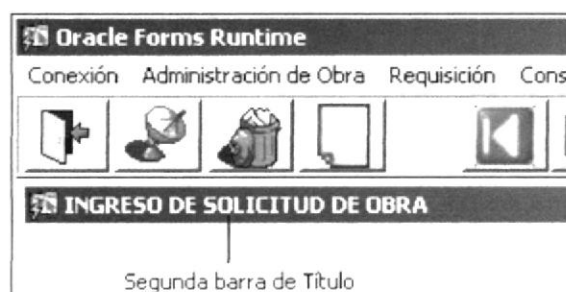 Oracle Forms Runtime
Conexión Administración de Obra Requisición Cons
INGRESO DE SOLICITUD DE OBRA
Segunda barra de Título